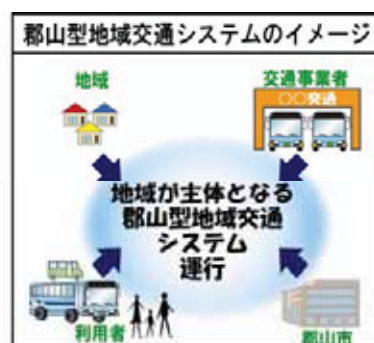 郡山型地域交通システムのイメージ
地域
交通事業者
〇〇交通
地域が主体となる
郡山型地域交通
システム
運行
利用者
郡山市